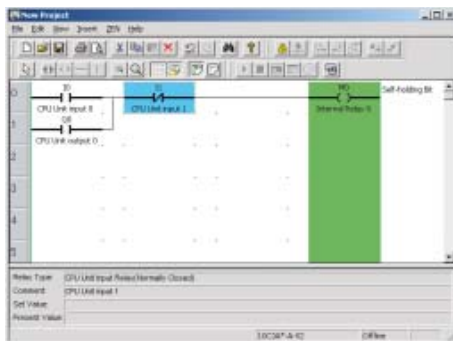 New Project
File Edit View Insert ZEN Help
0 I0 I1 M0 Self-holding Bit
CPU Unit input 0 CPU Unit input 1 Internal Relay 0
1 Q0
CPU Unit output 0
2
3
4
5
Relay Type CPU Unit Input Relay(Normally Closed)
Comment CPU Unit input 1
Set Value
Present Value
Offline